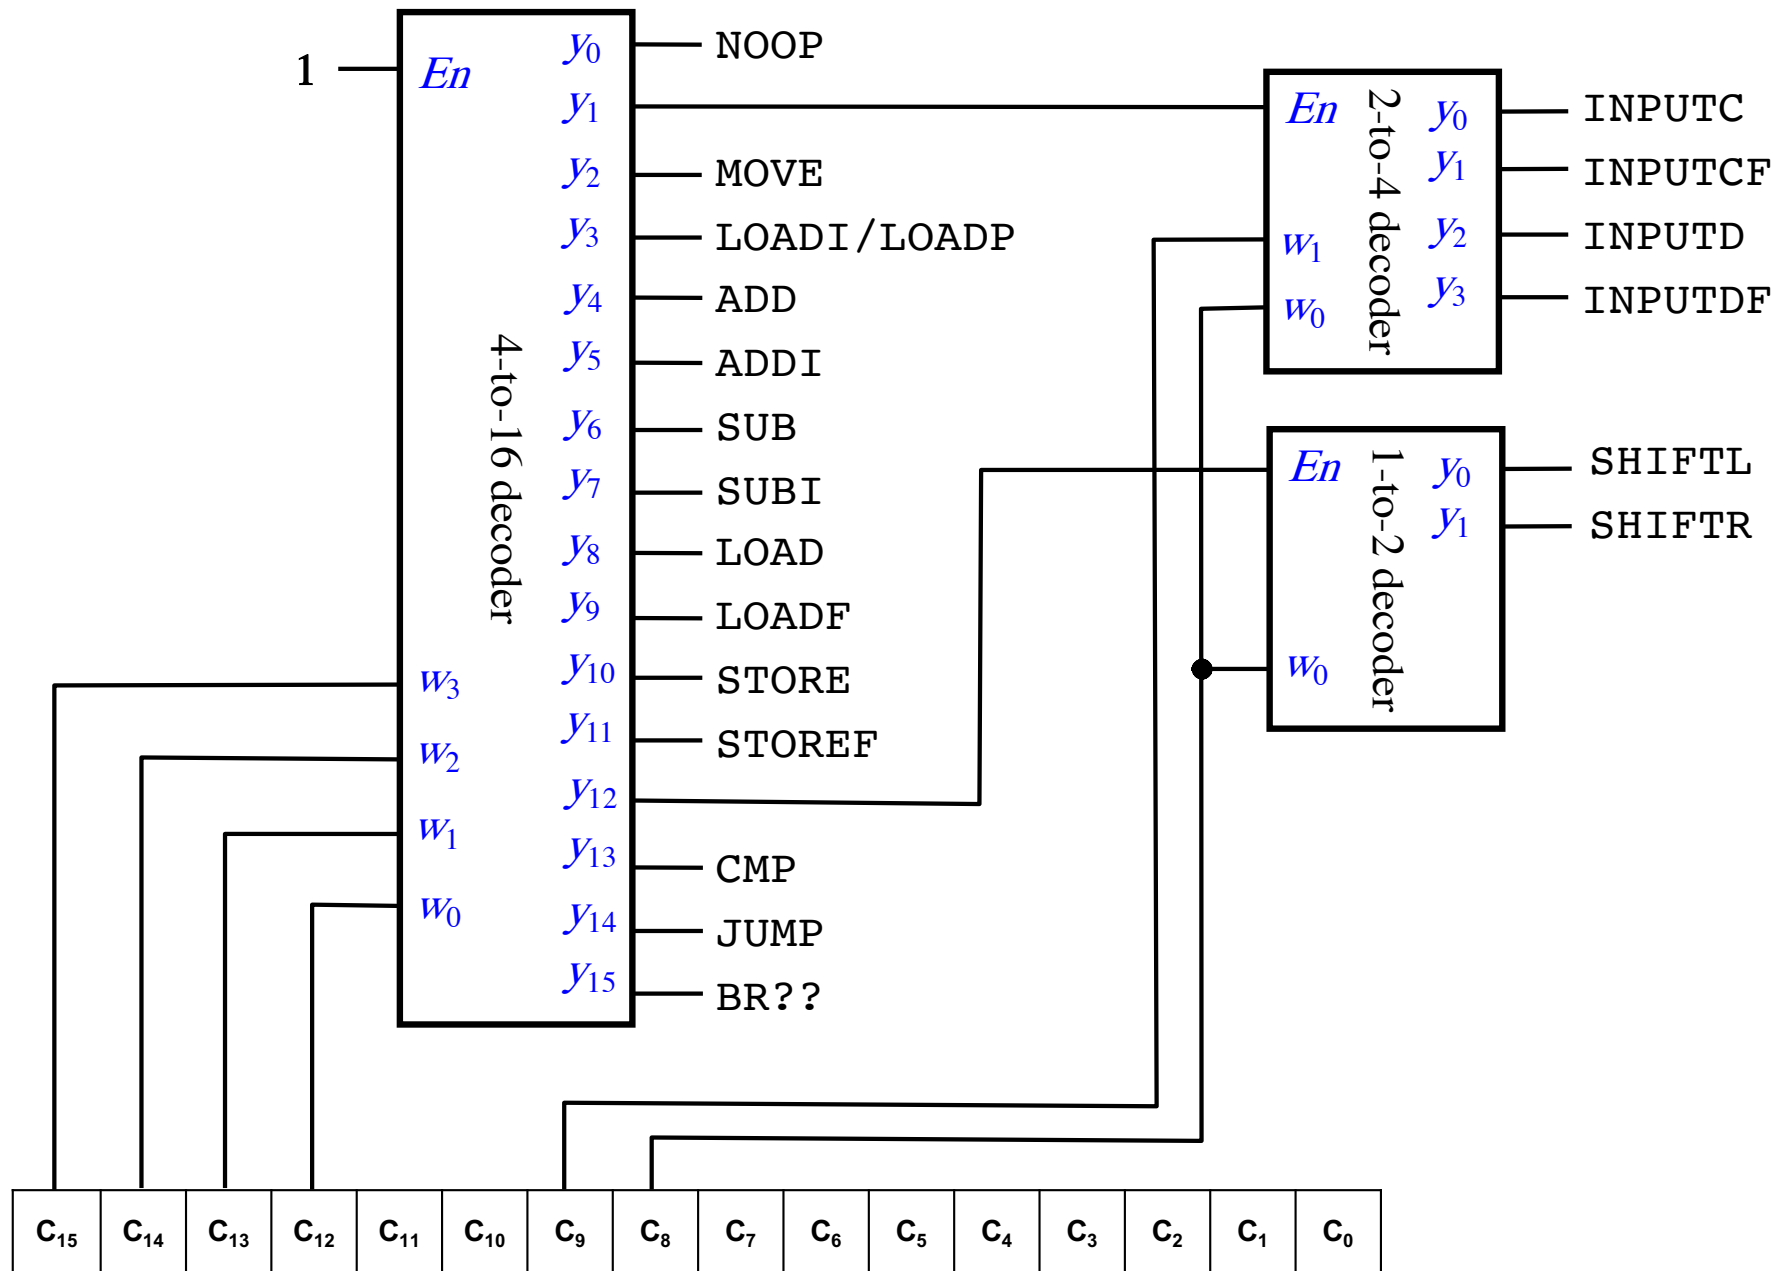 1
En
4-to-16 decoder
w₃
w₂
w₁
w₀
y₀ NOOP
y₁
y₂ MOVE
y₃ LOADI/LOADP
y₄ ADD
y₅ ADDI
y₆ SUB
y₇ SUBI
y₈ LOAD
y₉ LOADF
y₁₀ STORE
y₁₁ STOREF
y₁₂
y₁₃ CMP
y₁₄ JUMP
y₁₅ BR??
En
w₁
w₀
2-to-4 decoder
y₀ INPUTC
y₁ INPUTCF
y₂ INPUTD
y₃ INPUTDF
En
w₀
1-to-2 decoder
y₀ SHIFTL
y₁ SHIFTR
C₁₅ C₁₄ C₁₃ C₁₂ C₁₁ C₁₀ C₉ C₈ C₇ C₆ C₅ C₄ C₃ C₂ C₁ C₀